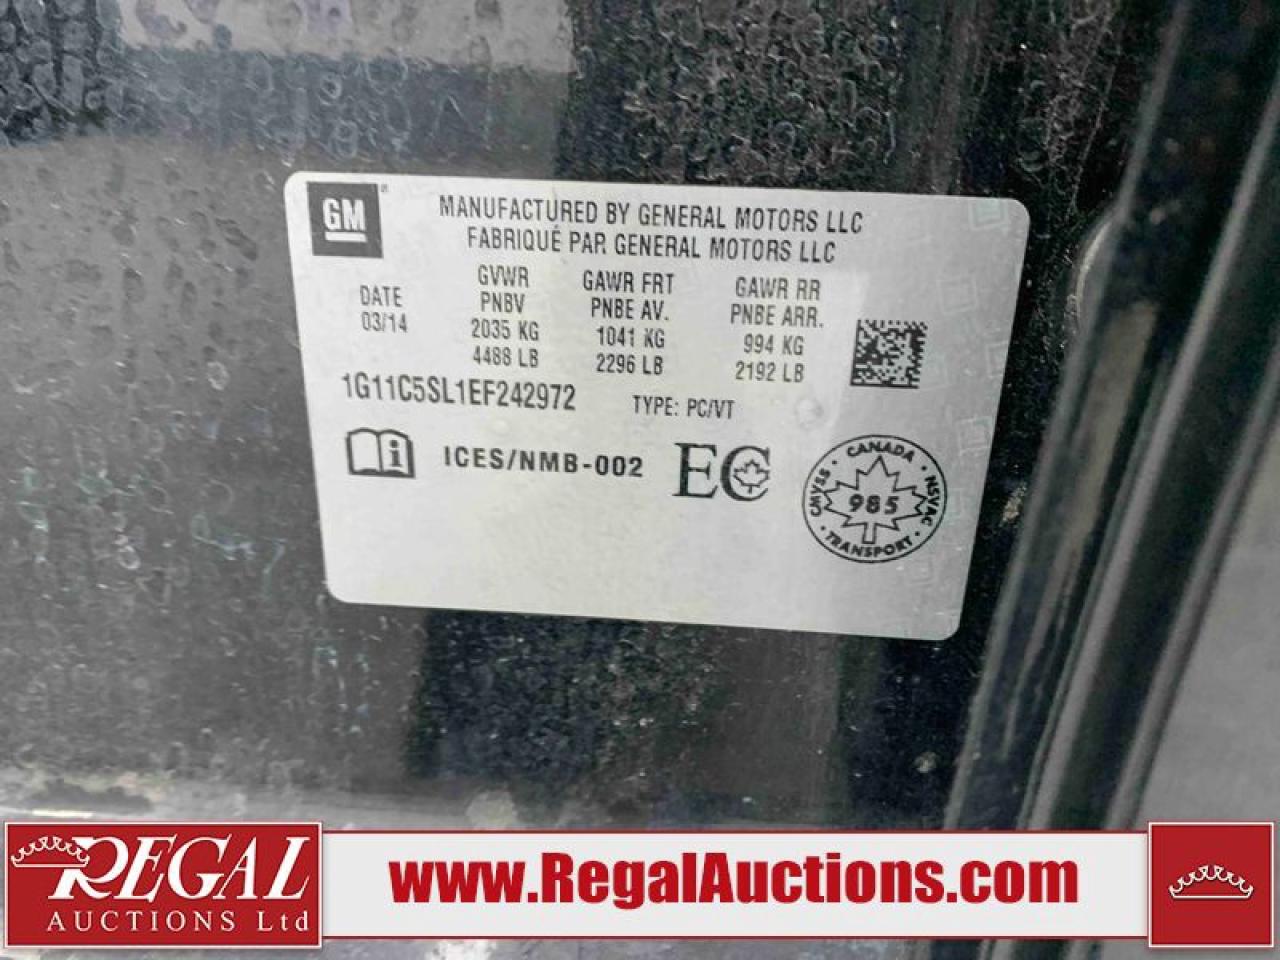 GM
MANUFACTURED BY GENERAL MOTORS LLC
FABRIQUÉ PAR GENERAL MOTORS LLC
DATE
03/14
GVWR
PNBV
2035 KG
4488 LB
GAWR FRT
PNBE AV.
1041 KG
2296 LB
GAWR RR
PNBE ARR.
994 KG
2192 LB
1G11C5SL1EF242972
TYPE: PC/VT
i
ICES/NMB-002
EC
CANADA
CMVSS · NSVAC
985
· TRANSPORT ·
REGAL
AUCTIONS Ltd
www.RegalAuctions.com